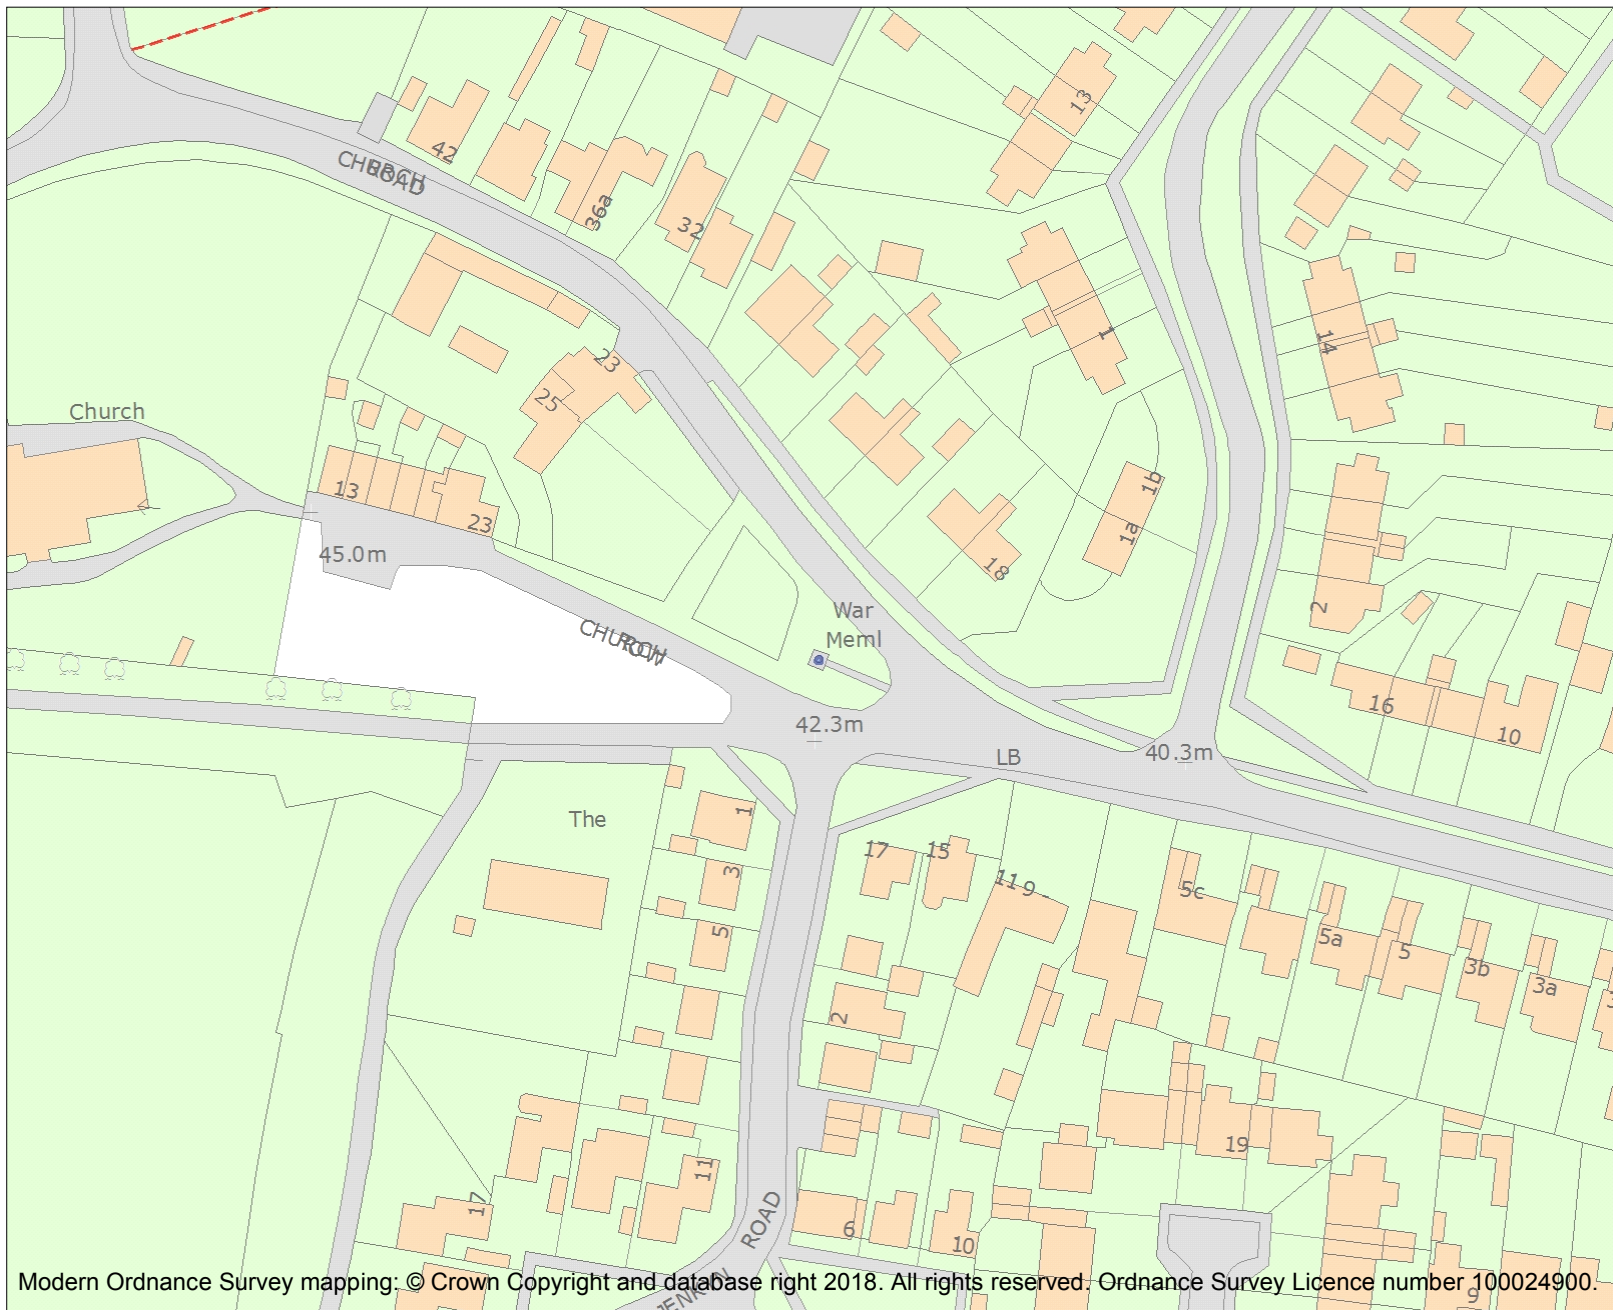 13
42
CHURCH ROAD
36a
32
14
1
23
25
Church
1b
13
1a
23
45.0m
18
2
War
Meml
CHURCH ROW
16
10
42.3m
40.3m
LB
The
1
17
15
3
11 9 -
5c
5
5a
5
3b
3a
2
19
11
17
6
10
ROAD
JENKIN
9
Modern Ordnance Survey mapping: © Crown Copyright and database right 2018. All rights reserved. Ordnance Survey Licence number 100024900.